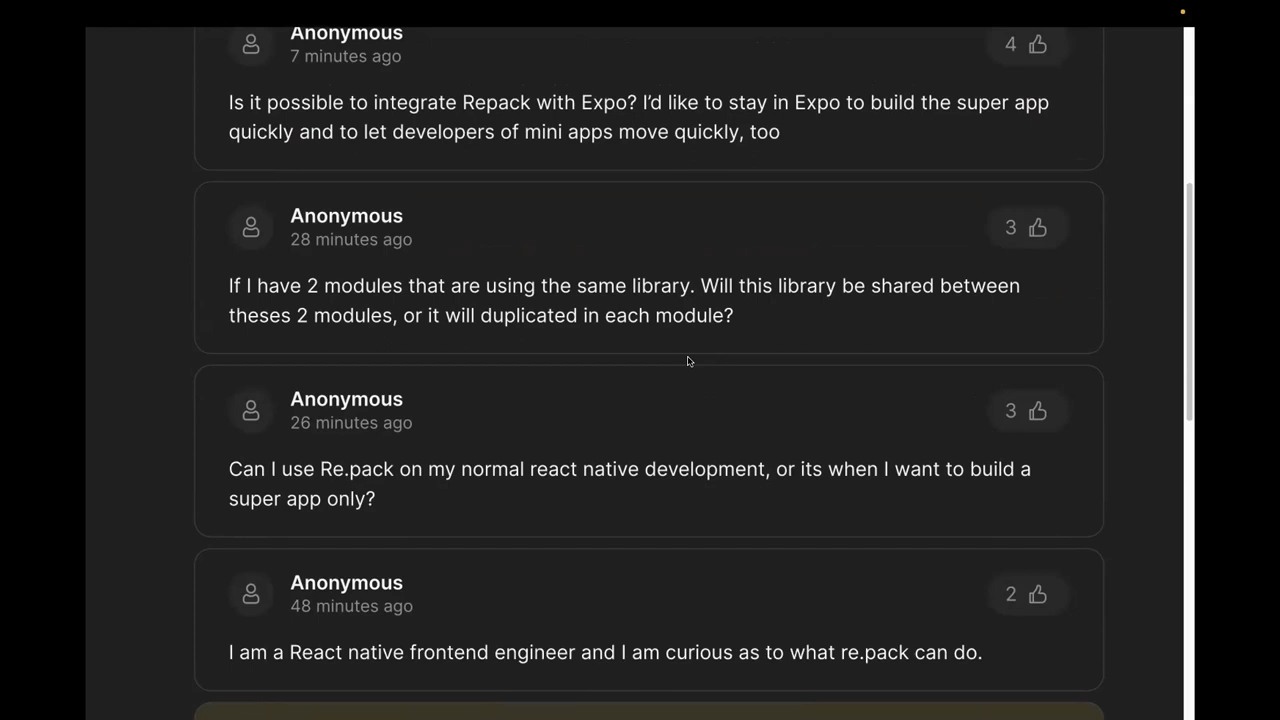 Anonymous
7 minutes ago
4
Is it possible to integrate Repack with Expo? I’d like to stay in Expo to build the super app
quickly and to let developers of mini apps move quickly, too
Anonymous
28 minutes ago
3
If I have 2 modules that are using the same library. Will this library be shared between
theses 2 modules, or it will duplicated in each module?
Anonymous
26 minutes ago
3
Can I use Re.pack on my normal react native development, or its when I want to build a
super app only?
Anonymous
48 minutes ago
2
I am a React native frontend engineer and I am curious as to what re.pack can do.